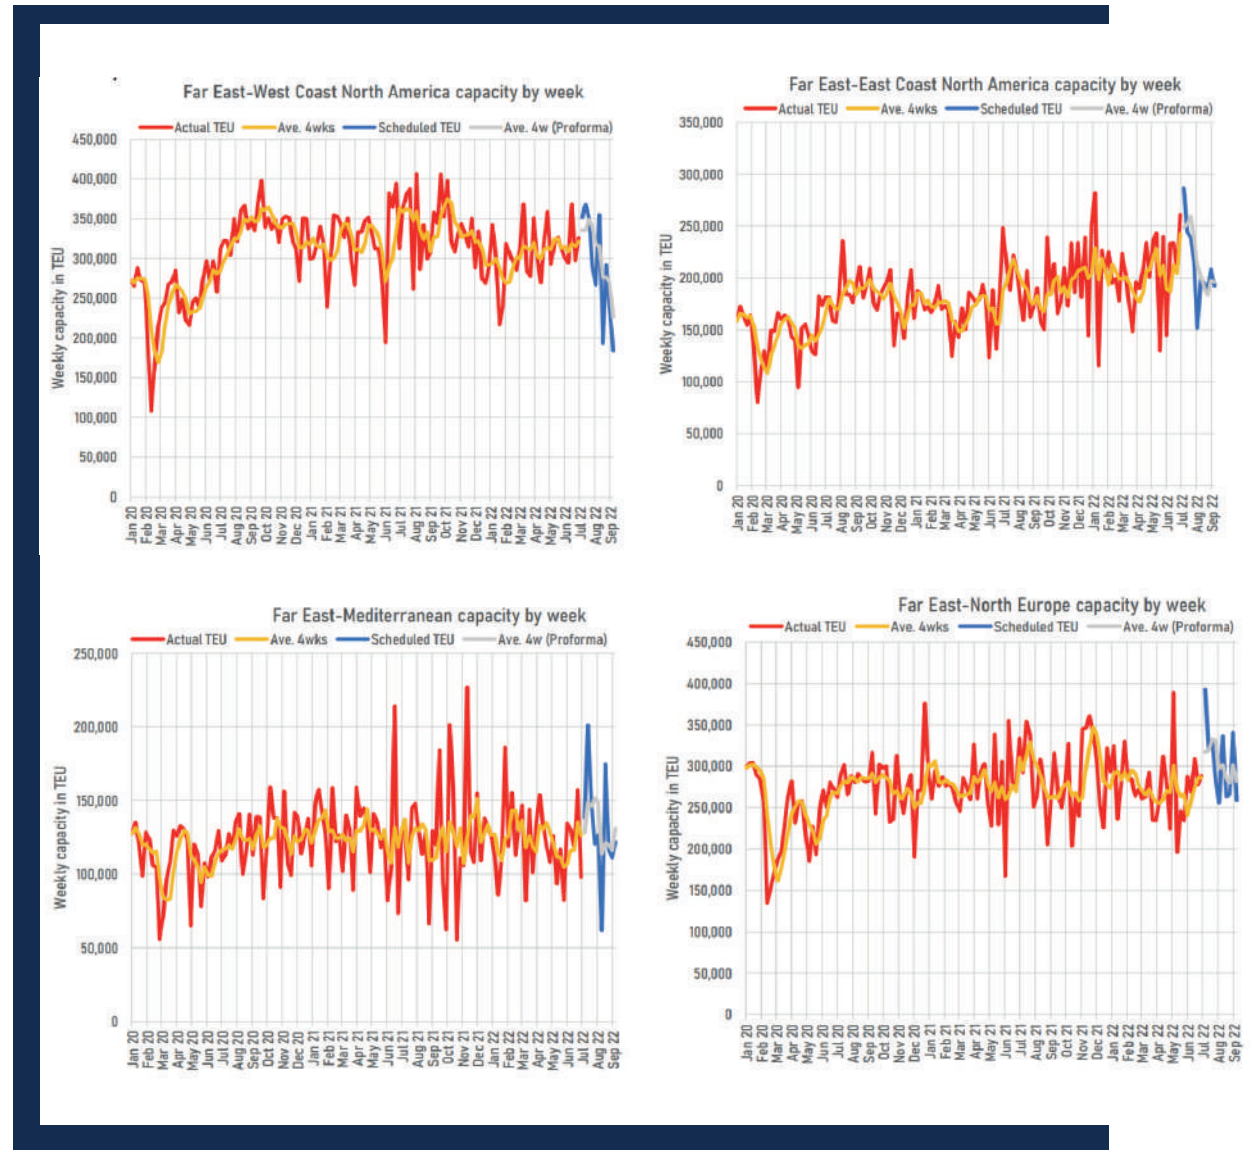 Far East-West Coast North America capacity by week
Actual TEU Ave. 4wks Scheduled TEU Ave. 4w (Proforma)
Weekly capacity in TEU
450,000
400,000
350,000
300,000
250,000
200,000
150,000
100,000
50,000
0
Jan 20 Feb 20 Mar 20 Apr 20 May 20 Jun 20 Jul 20 Aug 20 Sep 20 Oct 20 Nov 20 Dec 20 Jan 21 Feb 21 Mar 21 Apr 21 May 21 Jun 21 Jul 21 Aug 21 Sep 21 Oct 21 Nov 21 Dec 21 Jan 22 Feb 22 Mar 22 Apr 22 May 22 Jun 22 Jul 22 Aug 22 Sep 22
Far East-East Coast North America capacity by week
Actual TEU Ave. 4wks Scheduled TEU Ave. 4w (Proforma)
Weekly capacity in TEU
350,000
300,000
250,000
200,000
150,000
100,000
50,000
0
Jan 20 Feb 20 Mar 20 Apr 20 May 20 Jun 20 Jul 20 Aug 20 Sep 20 Oct 20 Nov 20 Dec 20 Jan 21 Feb 21 Mar 21 Apr 21 May 21 Jun 21 Jul 21 Aug 21 Sep 21 Oct 21 Nov 21 Dec 21 Jan 22 Feb 22 Mar 22 Apr 22 May 22 Jun 22 Jul 22 Aug 22 Sep 22
Far East-Mediterranean capacity by week
Actual TEU Ave. 4wks Scheduled TEU Ave. 4w (Proforma)
Weekly capacity in TEU
250,000
200,000
150,000
100,000
50,000
0
Jan 20 Feb 20 Mar 20 Apr 20 May 20 Jun 20 Jul 20 Aug 20 Sep 20 Oct 20 Nov 20 Dec 20 Jan 21 Feb 21 Mar 21 Apr 21 May 21 Jun 21 Jul 21 Aug 21 Sep 21 Oct 21 Nov 21 Dec 21 Jan 22 Feb 22 Mar 22 Apr 22 May 22 Jun 22 Jul 22 Aug 22 Sep 22
Far East-North Europe capacity by week
Actual TEU Ave. 4wks Scheduled TEU Ave. 4w (Proforma)
Weekly capacity in TEU
450,000
400,000
350,000
300,000
250,000
200,000
150,000
100,000
50,000
0
Jan 20 Feb 20 Mar 20 Apr 20 May 20 Jun 20 Jul 20 Aug 20 Sep 20 Oct 20 Nov 20 Dec 20 Jan 21 Feb 21 Mar 21 Apr 21 May 21 Jun 21 Jul 21 Aug 21 Sep 21 Oct 21 Nov 21 Dec 21 Jan 22 Feb 22 Mar 22 Apr 22 May 22 Jun 22 Jul 22 Aug 22 Sep 22